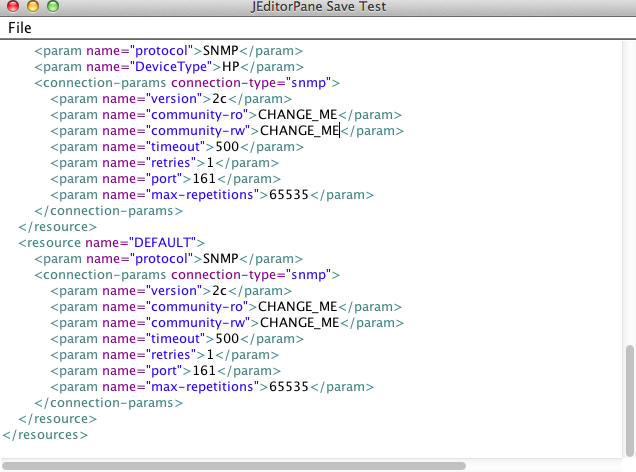 JEditorPane Save Test
File
<param name="protocol">SNMP</param>
<param name="DeviceType">HP</param>
<connection-params connection-type="snmp">
<param name="version">2c</param>
<param name="community-ro">CHANGE_ME</param>
<param name="community-rw">CHANGE_ME</param>
<param name="timeout">500</param>
<param name="retries">1</param>
<param name="port">161</param>
<param name="max-repetitions">65535</param>
</connection-params>
</resource>
<resource name="DEFAULT">
<param name="protocol">SNMP</param>
<connection-params connection-type="snmp">
<param name="version">2c</param>
<param name="community-ro">CHANGE_ME</param>
<param name="community-rw">CHANGE_ME</param>
<param name="timeout">500</param>
<param name="retries">1</param>
<param name="port">161</param>
<param name="max-repetitions">65535</param>
</connection-params>
</resource>
</resources>